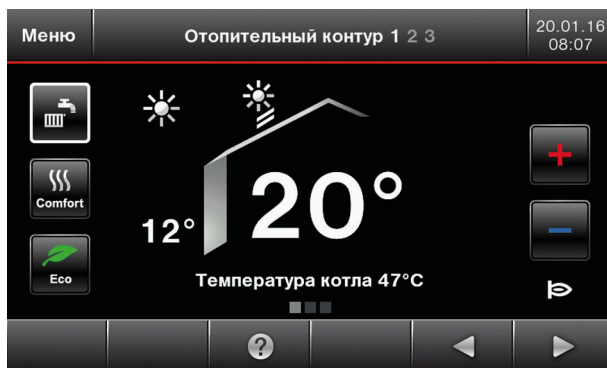 Меню
Отопительный контур 1 2 3
20.01.16
08:07
Comfort
12°
20°
+
−
Eco
Температура котла 47°C
?